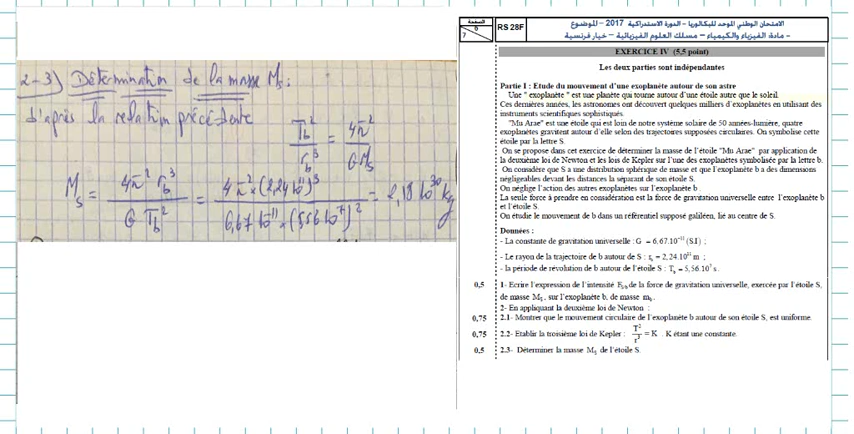 2-3) Détermination de la masse Ms :
d'après la relation précédente
Tb²/rb³ = 4π²/GMs
Ms = 4π² rb³ / G Tb² = 4π² × (2,24 10¹¹)³ / 6,67 10⁻¹¹ × (5,56 10⁷)² = 2,18 10³⁰ kg
الصفحة
7
RS 28F
الامتحان الوطني الموحد للبكالوريا - الدورة الاستدراكية 2017 - الموضوع
- مادة: الفيزياء والكيمياء - مسلك العلوم الفيزيائية - خيار فرنسية
EXERCICE IV (5,5 point)
Les deux parties sont indépendantes
Partie I : Etude du mouvement d'une exoplanète autour de son astre
Une " exoplanète " est une planète qui tourne autour d'une étoile autre que le soleil.
Ces dernières années, les astronomes ont découvert quelques milliers d'exoplanètes en utilisant des
instruments scientifiques sophistiqués.
"Mu Arae" est une étoile qui est loin de notre système solaire de 50 années-lumière, quatre
exoplanètes gravitent autour d'elle selon des trajectoires supposées circulaires. On symbolise cette
étoile par la lettre S.
On se propose dans cet exercice de déterminer la masse de l'étoile "Mu Arae" par application de
la deuxième loi de Newton et les lois de Kepler sur l'une des exoplanètes symbolisée par la lettre b.
On considère que S a une distribution sphérique de masse et que l'exoplanète b a des dimensions
négligeables devant les distances la séparant de son étoile S.
On néglige l'action des autres exoplanètes sur l'exoplanète b.
La seule force à prendre en considération est la force de gravitation universelle entre l'exoplanète b
et l'étoile S.
On étudie le mouvement de b dans un référentiel supposé galiléen, lié au centre de S.
Données :
- La constante de gravitation universelle : G = 6,67.10⁻¹¹ (S.I) ;
- Le rayon de la trajectoire de b autour de S : r_b = 2,24.10¹¹ m ;
- la période de révolution de b autour de l'étoile S : T_b = 5,56.10⁷ s.
0,5 1- Ecrire l'expression de l'intensité F_S/b de la force de gravitation universelle, exercée par l'étoile S,
de masse M_S, sur l'exoplanète b, de masse m_b.
2- En appliquant la deuxième loi de Newton :
0,75 2.1- Montrer que le mouvement circulaire de l'exoplanète b autour de son étoile S, est uniforme.
0,75 2.2- Etablir la troisième loi de Kepler : T²/r³ = K . K étant une constante.
0,5 2.3- Déterminer la masse M_S de l'étoile S.